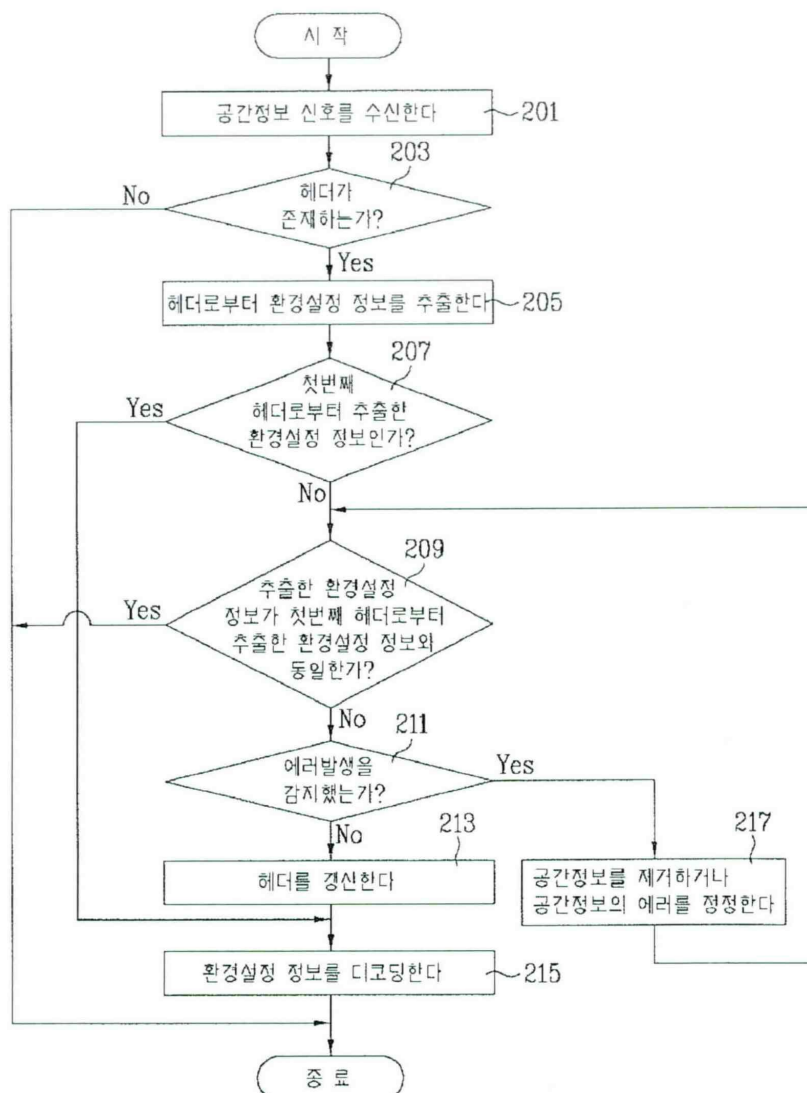 시 작
공간정보 신호를 수신한다
201
203
헤더가
존재하는가?
No
Yes
헤더로부터 환경설정 정보를 추출한다
205
207
첫번째
헤더로부터 추출한
환경설정 정보인가?
Yes
No
209
추출한 환경설정
정보가 첫번째 헤더로부터
추출한 환경설정 정보와
동일한가?
Yes
No
211
에러발생을
감지했는가?
Yes
No
213
헤더를 갱신한다
217
공간정보를 제거하거나
공간정보의 에러를 정정한다
환경설정 정보를 디코딩한다
215
종 료